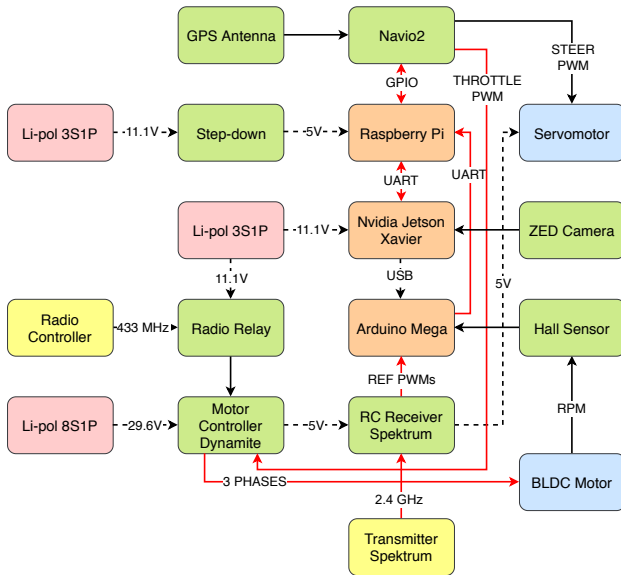 GPS Antenna
Navio2
STEER
PWM
GPIO
THROTTLE
PWM
Li-pol 3S1P
11.1V
Step-down
5V
Raspberry Pi
Servomotor
UART
UART
Li-pol 3S1P
11.1V
Nvidia Jetson
Xavier
ZED Camera
11.1V
USB
5V
Radio
Controller
433 MHz
Radio Relay
Arduino Mega
Hall Sensor
REF PWMs
RPM
Li-pol 8S1P
29.6V
Motor
Controller
Dynamite
5V
RC Receiver
Spektrum
3 PHASES
BLDC Motor
2.4 GHz
Transmitter
Spektrum